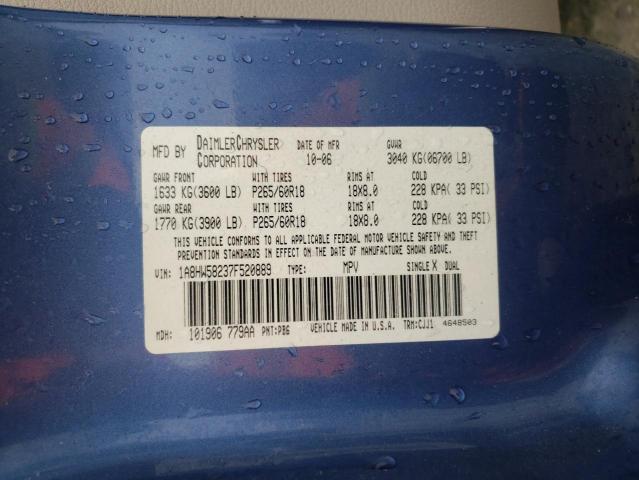 MFD BY DAIMLERCHRYSLER CORPORATION DATE OF MFR 10-06 GVWR 3040 KG(06700 LB)
GAWR FRONT WITH TIRES RIMS AT COLD
1633 KG(3600 LB) P265/60R18 18X8.0 228 KPA( 33 PSI)
GAWR REAR WITH TIRES RIMS AT COLD
1770 KG(3900 LB) P265/60R18 18X8.0 228 KPA( 33 PSI)
THIS VEHICLE CONFORMS TO ALL APPLICABLE FEDERAL MOTOR VEHICLE SAFETY AND THEFT
PREVENTION STANDARDS IN EFFECT ON THE DATE OF MANUFACTURE SHOWN ABOVE.
VIN: 1A8HW58237F520889 TYPE: MPV SINGLE X DUAL
MDH: 101906 779AA PNT:PB6 VEHICLE MADE IN U.S.A. TRM:CJJ1 4648503